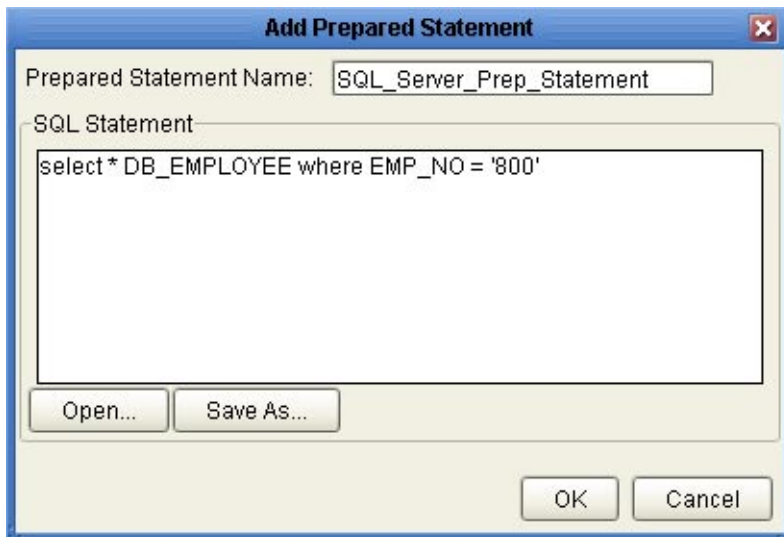 Add Prepared Statement
Prepared Statement Name: SQL_Server_Prep_Statement
SQL Statement
select * DB_EMPLOYEE where EMP_NO = '800'
Open... Save As...
OK Cancel